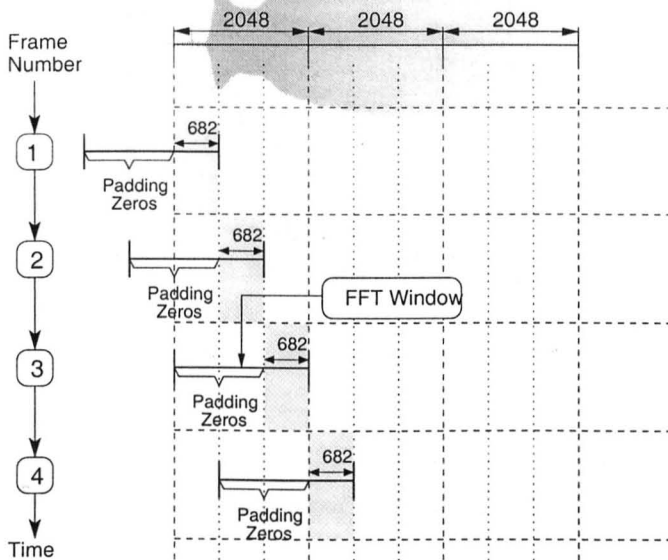 2048 2048 2048
Frame
Number
682
1
Padding
Zeros
682
2
Padding
Zeros
FFT Window
682
3
Padding
Zeros
682
4
Padding
Zeros
Time